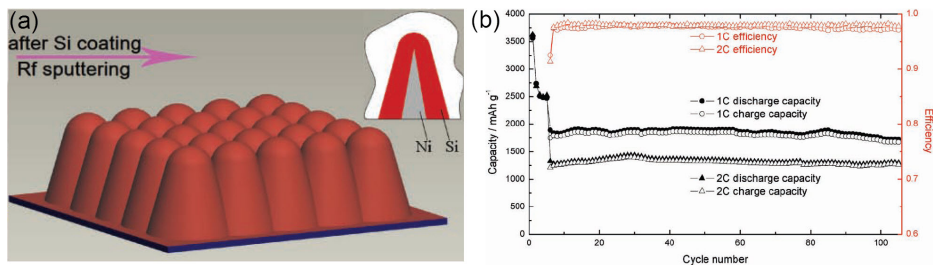 (a)
after Si coating
Rf sputtering
Ni Si
(b)
4000
3500
3000
2500
2000
1500
1000
500
0
Capacity / mAh g⁻¹
1C efficiency
2C efficiency
1C discharge capacity
1C charge capacity
2C discharge capacity
2C charge capacity
1.0
0.9
0.8
0.7
0.6
Efficiency
0 20 40 60 80 100
Cycle number